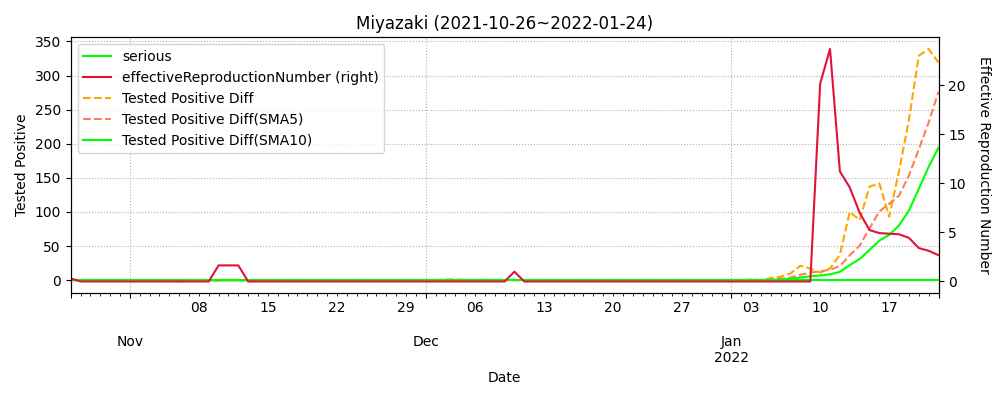 Miyazaki (2021-10-26~2022-01-24)
serious
effectiveReproductionNumber (right)
Tested Positive Diff
Tested Positive Diff(SMA5)
Tested Positive Diff(SMA10)
Tested Positive
350
300
250
200
150
100
50
0
Effective Reproduction Number
20
15
10
5
0
08 15 22 29 06 13 20 27 03 10 17
Nov Dec Jan
2022
Date